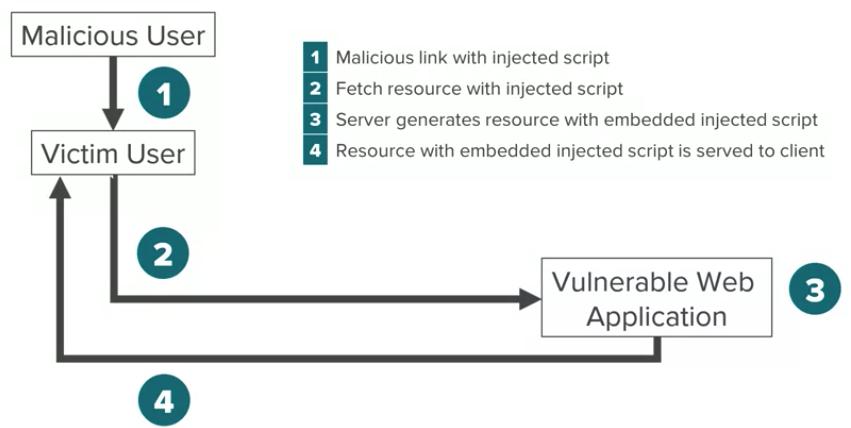 Malicious User
1 Malicious link with injected script
2 Fetch resource with injected script
3 Server generates resource with embedded injected script
4 Resource with embedded injected script is served to client
1
Victim User
2
Vulnerable Web
Application
3
4